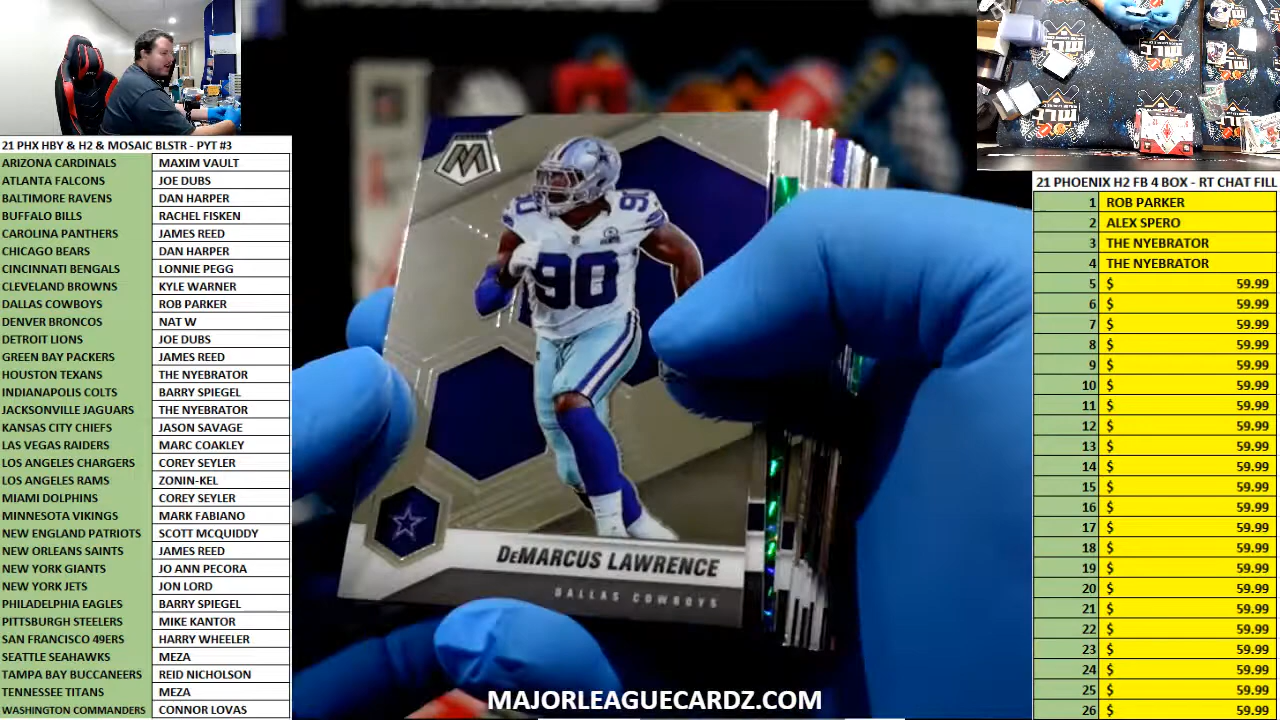 21 PHX HBY & H2 & MOSAIC BLSTR - PYT #3
ARIZONA CARDINALS MAXIM VAULT
ATLANTA FALCONS JOE DUBS
BALTIMORE RAVENS DAN HARPER
BUFFALO BILLS RACHEL FISKEN
CAROLINA PANTHERS JAMES REED
CHICAGO BEARS DAN HARPER
CINCINNATI BENGALS LONNIE PEGG
CLEVELAND BROWNS KYLE WARNER
DALLAS COWBOYS ROB PARKER
DENVER BRONCOS NAT W
DETROIT LIONS JOE DUBS
GREEN BAY PACKERS JAMES REED
HOUSTON TEXANS THE NYEBRATOR
INDIANAPOLIS COLTS BARRY SPIEGEL
JACKSONVILLE JAGUARS THE NYEBRATOR
KANSAS CITY CHIEFS JASON SAVAGE
LAS VEGAS RAIDERS MARC COAKLEY
LOS ANGELES CHARGERS COREY SEYLER
LOS ANGELES RAMS ZONIN-KEL
MIAMI DOLPHINS COREY SEYLER
MINNESOTA VIKINGS MARK FABIANO
NEW ENGLAND PATRIOTS SCOTT MCQUIDDY
NEW ORLEANS SAINTS JAMES REED
NEW YORK GIANTS JO ANN PECORA
NEW YORK JETS JON LORD
PHILADELPHIA EAGLES BARRY SPIEGEL
PITTSBURGH STEELERS MIKE KANTOR
SAN FRANCISCO 49ERS HARRY WHEELER
SEATTLE SEAHAWKS MEZA
TAMPA BAY BUCCANEERS REID NICHOLSON
TENNESSEE TITANS MEZA
WASHINGTON COMMANDERS CONNOR LOVAS
MOSAIC
90
90
DEMARCUS LAWRENCE
DALLAS COWBOYS
MAJORLEAGUECARDZ.COM
21 PHOENIX H2 FB 4 BOX - RT CHAT FILL
1 ROB PARKER
2 ALEX SPERO
3 THE NYEBRATOR
4 THE NYEBRATOR
5 $ 59.99
6 $ 59.99
7 $ 59.99
8 $ 59.99
9 $ 59.99
10 $ 59.99
11 $ 59.99
12 $ 59.99
13 $ 59.99
14 $ 59.99
15 $ 59.99
16 $ 59.99
17 $ 59.99
18 $ 59.99
19 $ 59.99
20 $ 59.99
21 $ 59.99
22 $ 59.99
23 $ 59.99
24 $ 59.99
25 $ 59.99
26 $ 59.99